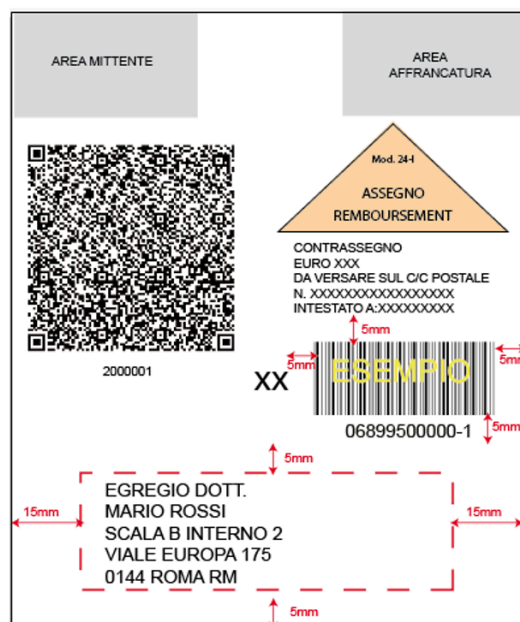 AREA MITTENTE
AREA
AFFRANCATURA
Mod. 24-I
ASSEGNO
REMBOURSEMENT
CONTRASSEGNO
EURO XXX
DA VERSARE SUL C/C POSTALE
N. XXXXXXXXXXXXXXXXX
INTESTATO A:XXXXXXXXX
5mm
5mm
5mm
2000001
XX
ESEMPIO
06899500000-1
5mm
5mm
EGREGIO DOTT.
MARIO ROSSI
SCALA B INTERNO 2
VIALE EUROPA 175
0144 ROMA RM
15mm
15mm
5mm